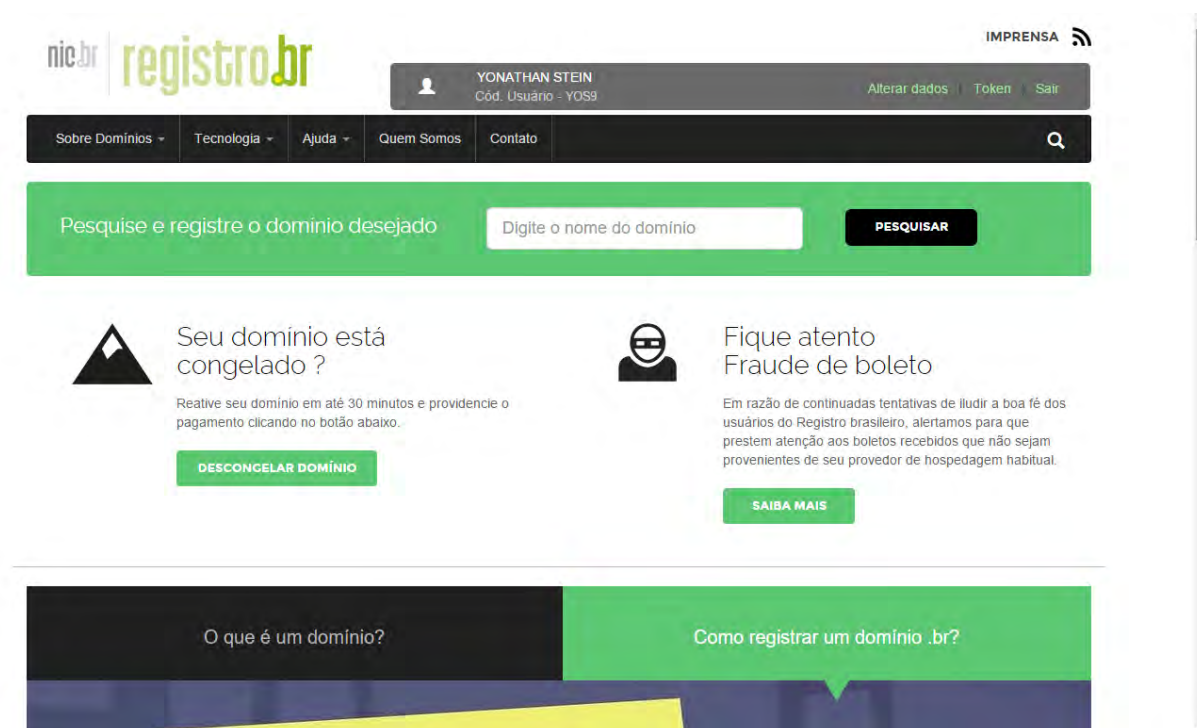 nic.br registro.br
IMPRENSA
YONATHAN STEIN
Cód. Usuário - YOS9
Alterar dados Token Sair
Sobre Domínios Tecnologia Ajuda Quem Somos Contato
Pesquise e registre o dominio desejado
Digite o nome do domínio
PESQUISAR
Seu domínio está
congelado ?
Reative seu domínio em até 30 minutos e providencie o
pagamento clicando no botão abaixo.
DESCONGELAR DOMÍNIO
Fique atento
Fraude de boleto
Em razão de continuadas tentativas de iludir a boa fé dos
usuários do Registro brasileiro, alertamos para que
prestem atenção aos boletos recebidos que não sejam
provenientes de seu provedor de hospedagem habitual.
SAIBA MAIS
O que é um domínio?
Como registrar um domínio .br?